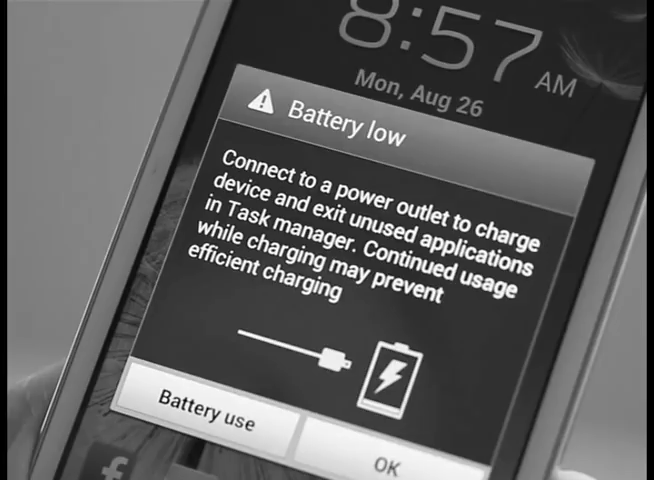 8:57 AM
Mon, Aug 26
Battery low
Connect to a power outlet to charge
device and exit unused applications
in Task manager. Continued usage
while charging may prevent
efficient charging
Battery use
OK
f